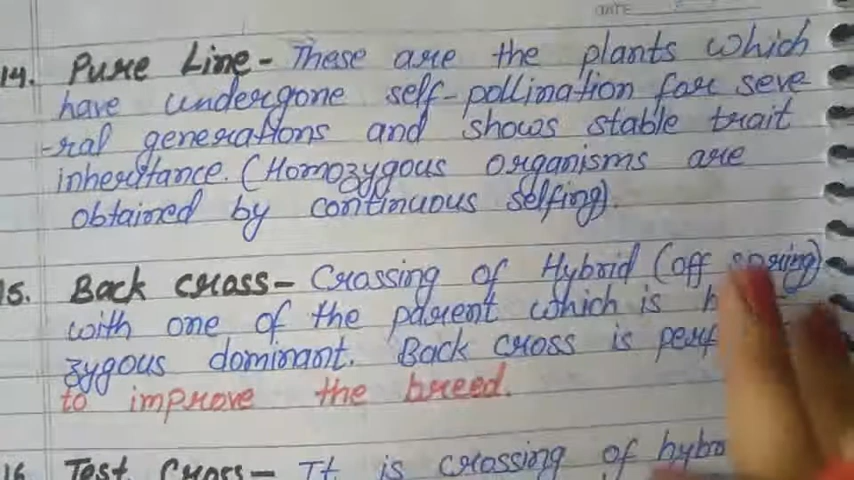 DATE
14. Pure Line - These are the plants which
have undergone self-pollination for seve
-ral generations and shows stable trait
inheritance. (Homozygous organisms are
obtained by continuous selfing).
15. Back cross - Crossing of Hybrid (off spring)
with one of the parent which is
zygous dominant. Back cross is
to improve the breed.
16 Test Cross - It is crossing of